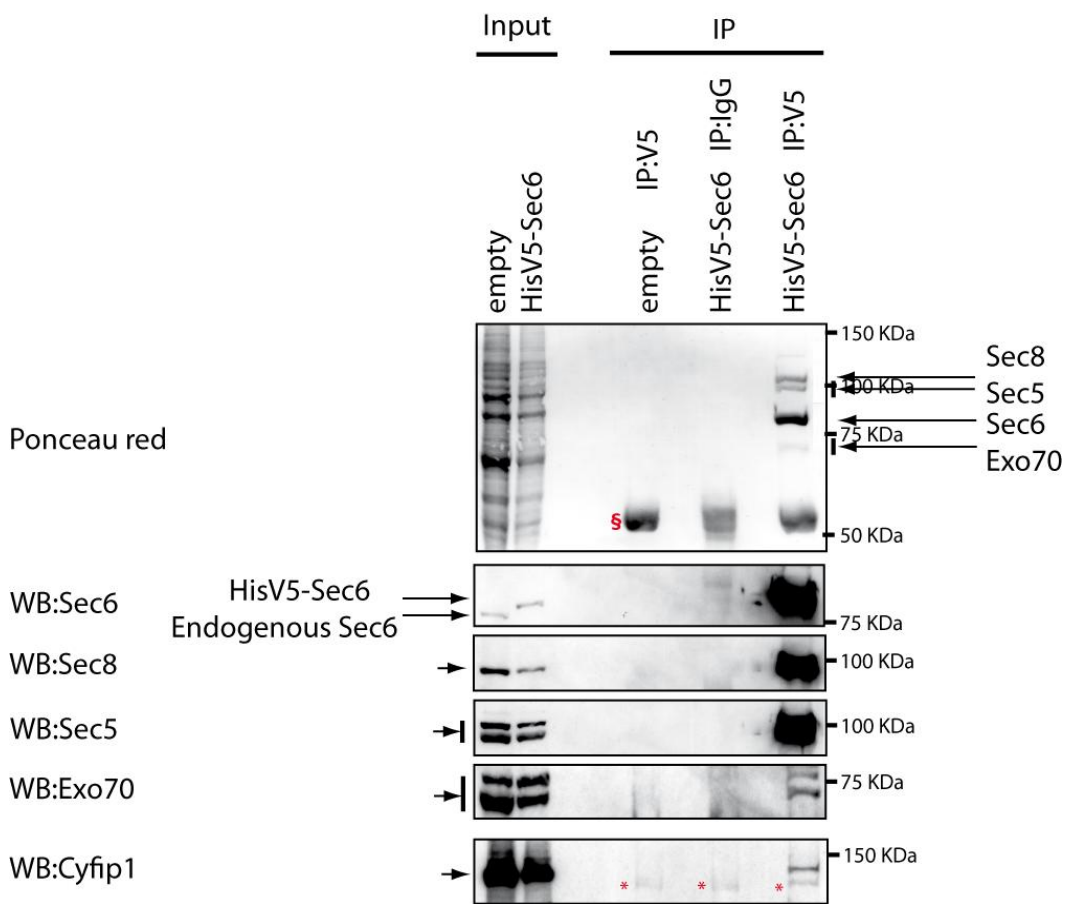 Input
IP
empty
HisV5-Sec6
empty IP:V5
HisV5-Sec6 IP:IgG
HisV5-Sec6 IP:V5
Ponceau red
150 KDa
100 KDa
75 KDa
50 KDa
Sec8
Sec5
Sec6
Exo70
§
WB:Sec6
HisV5-Sec6
Endogenous Sec6
75 KDa
WB:Sec8
100 KDa
WB:Sec5
100 KDa
WB:Exo70
75 KDa
WB:Cyfip1
150 KDa
* * *